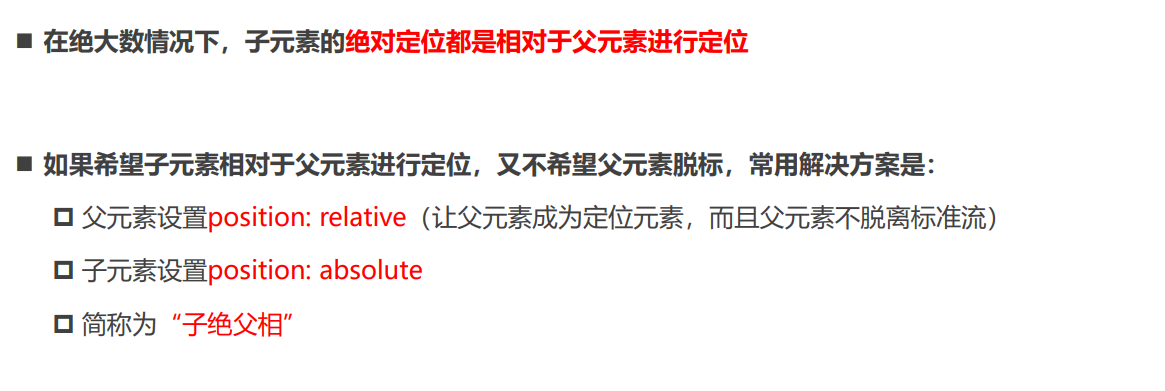 ■ 在绝大数情况下，子元素的绝对定位都是相对于父元素进行定位
■ 如果希望子元素相对于父元素进行定位，又不希望父元素脱标，常用解决方案是：
父元素设置position: relative（让父元素成为定位元素，而且父元素不脱离标准流）
子元素设置position: absolute
简称为“子绝父相”